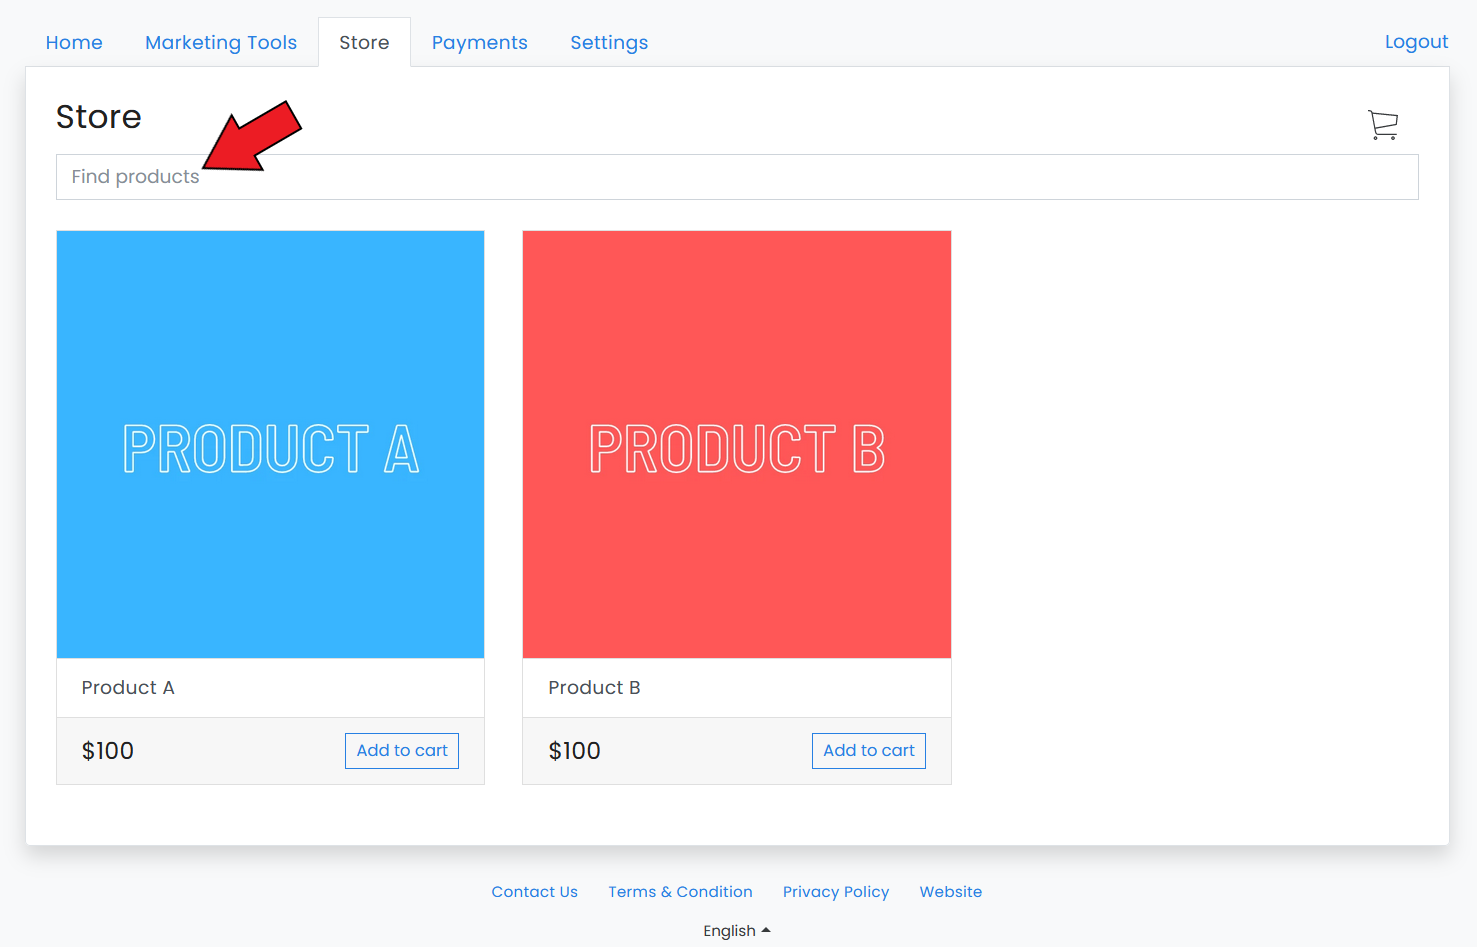 Home Marketing Tools Store Payments Settings Logout
Store
Find products
PRODUCT A
PRODUCT B
Product A
Product B
$100 Add to cart
$100 Add to cart
Contact Us Terms & Condition Privacy Policy Website
English